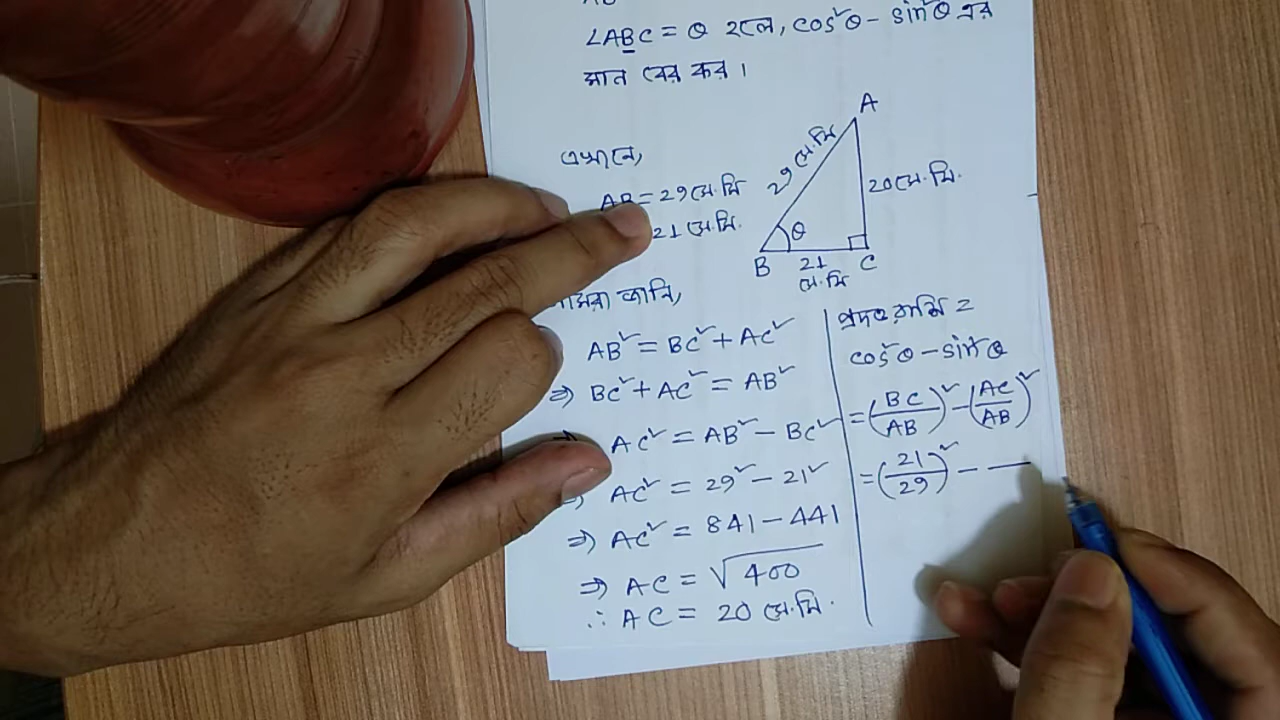 ∠ABC = θ হলে, cos²θ − sin²θ এর
মান বের কর।
A
29 সে.মি
20 সে.মি.
θ
B
21
সে.মি
C
এখানে,
AB = 29 সে.মি
21 সে.মি.
আমরা জানি,
AB² = BC² + AC²
⇒ BC² + AC² = AB²
⇒ AC² = AB² − BC²
⇒ AC² = 29² − 21²
⇒ AC² = 841 − 441
⇒ AC = √400
∴ AC = 20 সে.মি.
প্রদত্ত রাশি =
cos²θ − sin²θ
= (BC/AB)² − (AC/AB)²
= (21/29)² − —